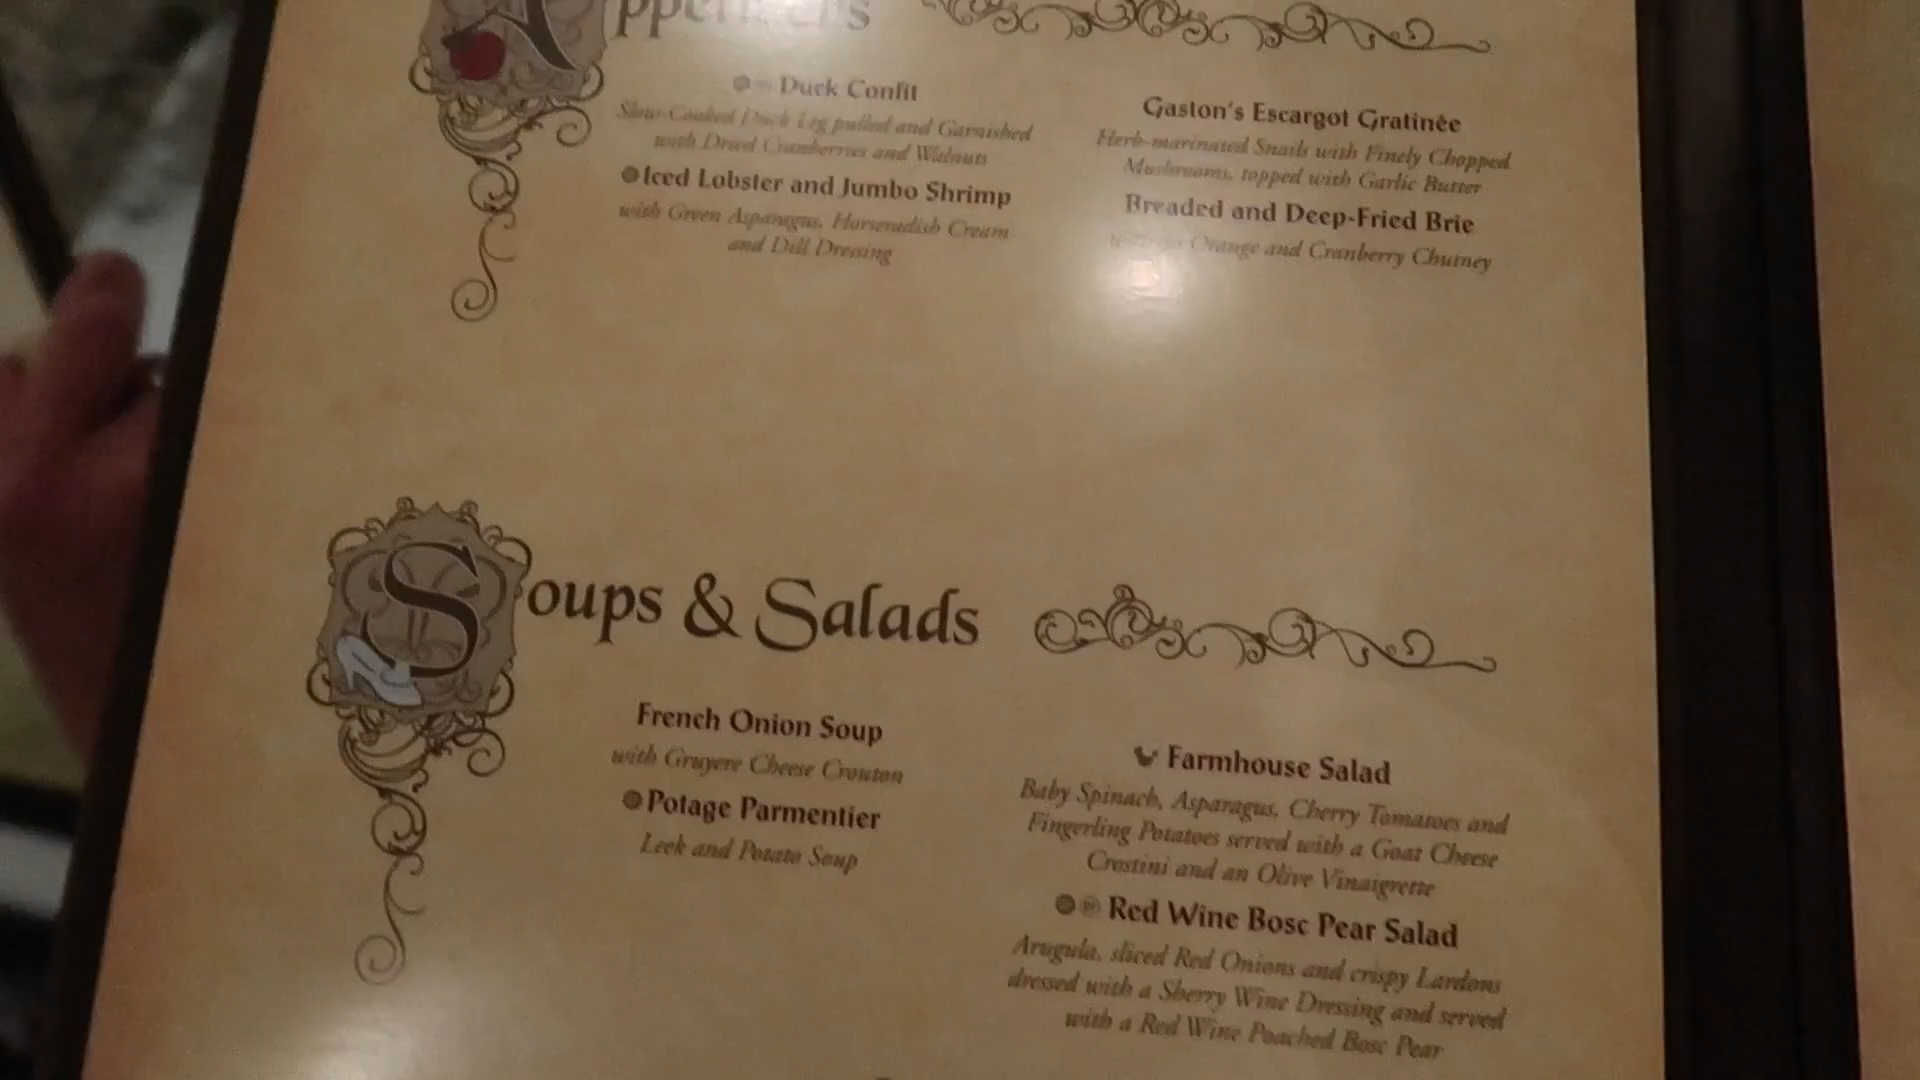 Appetizers
Duck Confit
Slow-Cooked Duck Leg pulled and Garnished
with Dried Cranberries and Walnuts
Iced Lobster and Jumbo Shrimp
with Green Asparagus, Horseradish Cream
and Dill Dressing
Gaston's Escargot Gratinée
Herb-marinated Snails with Finely Chopped
Mushrooms, topped with Garlic Butter
Breaded and Deep-Fried Brie
Orange and Cranberry Chutney
Soups & Salads
French Onion Soup
with Gruyere Cheese Crouton
Potage Parmentier
Leek and Potato Soup
Farmhouse Salad
Baby Spinach, Asparagus, Cherry Tomatoes and
Fingerling Potatoes served with a Goat Cheese
Crostini and an Olive Vinaigrette
Red Wine Bosc Pear Salad
Arugula, sliced Red Onions and crispy Lardons
dressed with a Sherry Wine Dressing and served
with a Red Wine Poached Bosc Pear